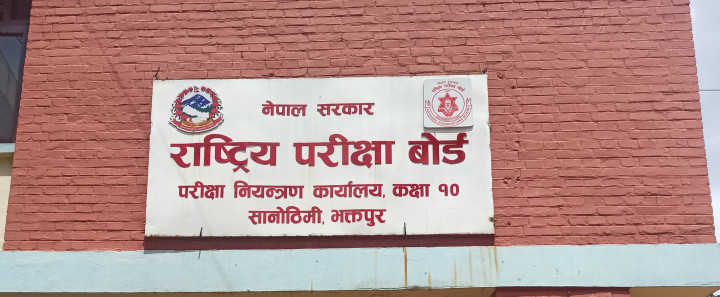 नेपाल सरकार
राष्ट्रिय परीक्षा बोर्ड
परीक्षा नियन्त्रण कार्यालय, कक्षा १०
सानोठिमी, भक्तपुर